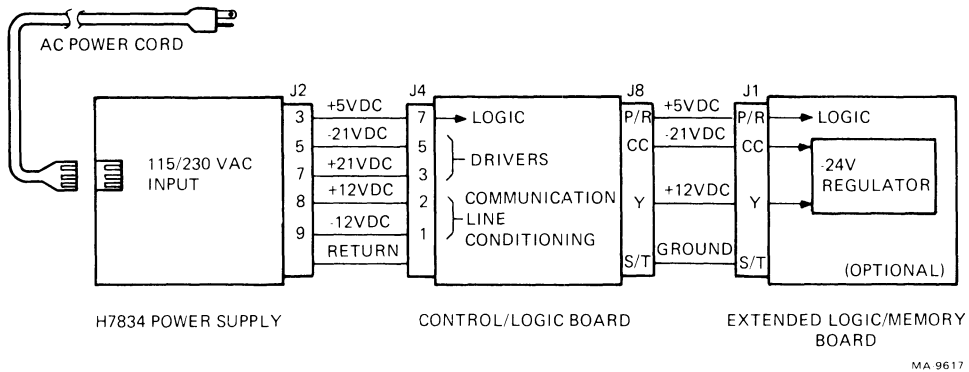 AC POWER CORD
J2
J4
J8
J1
3 +5VDC 7 LOGIC P/R +5VDC P/R LOGIC
5 -21VDC 5 CC -21VDC CC
DRIVERS
7 +21VDC 3
115/230 VAC
INPUT
-24V
REGULATOR
8 +12VDC 2 COMMUNICATION Y +12VDC Y
LINE
9 -12VDC 1 CONDITIONING
RETURN
S/T GROUND S/T
(OPTIONAL)
H7834 POWER SUPPLY
CONTROL/LOGIC BOARD
EXTENDED LOGIC/MEMORY
BOARD
MA 9617